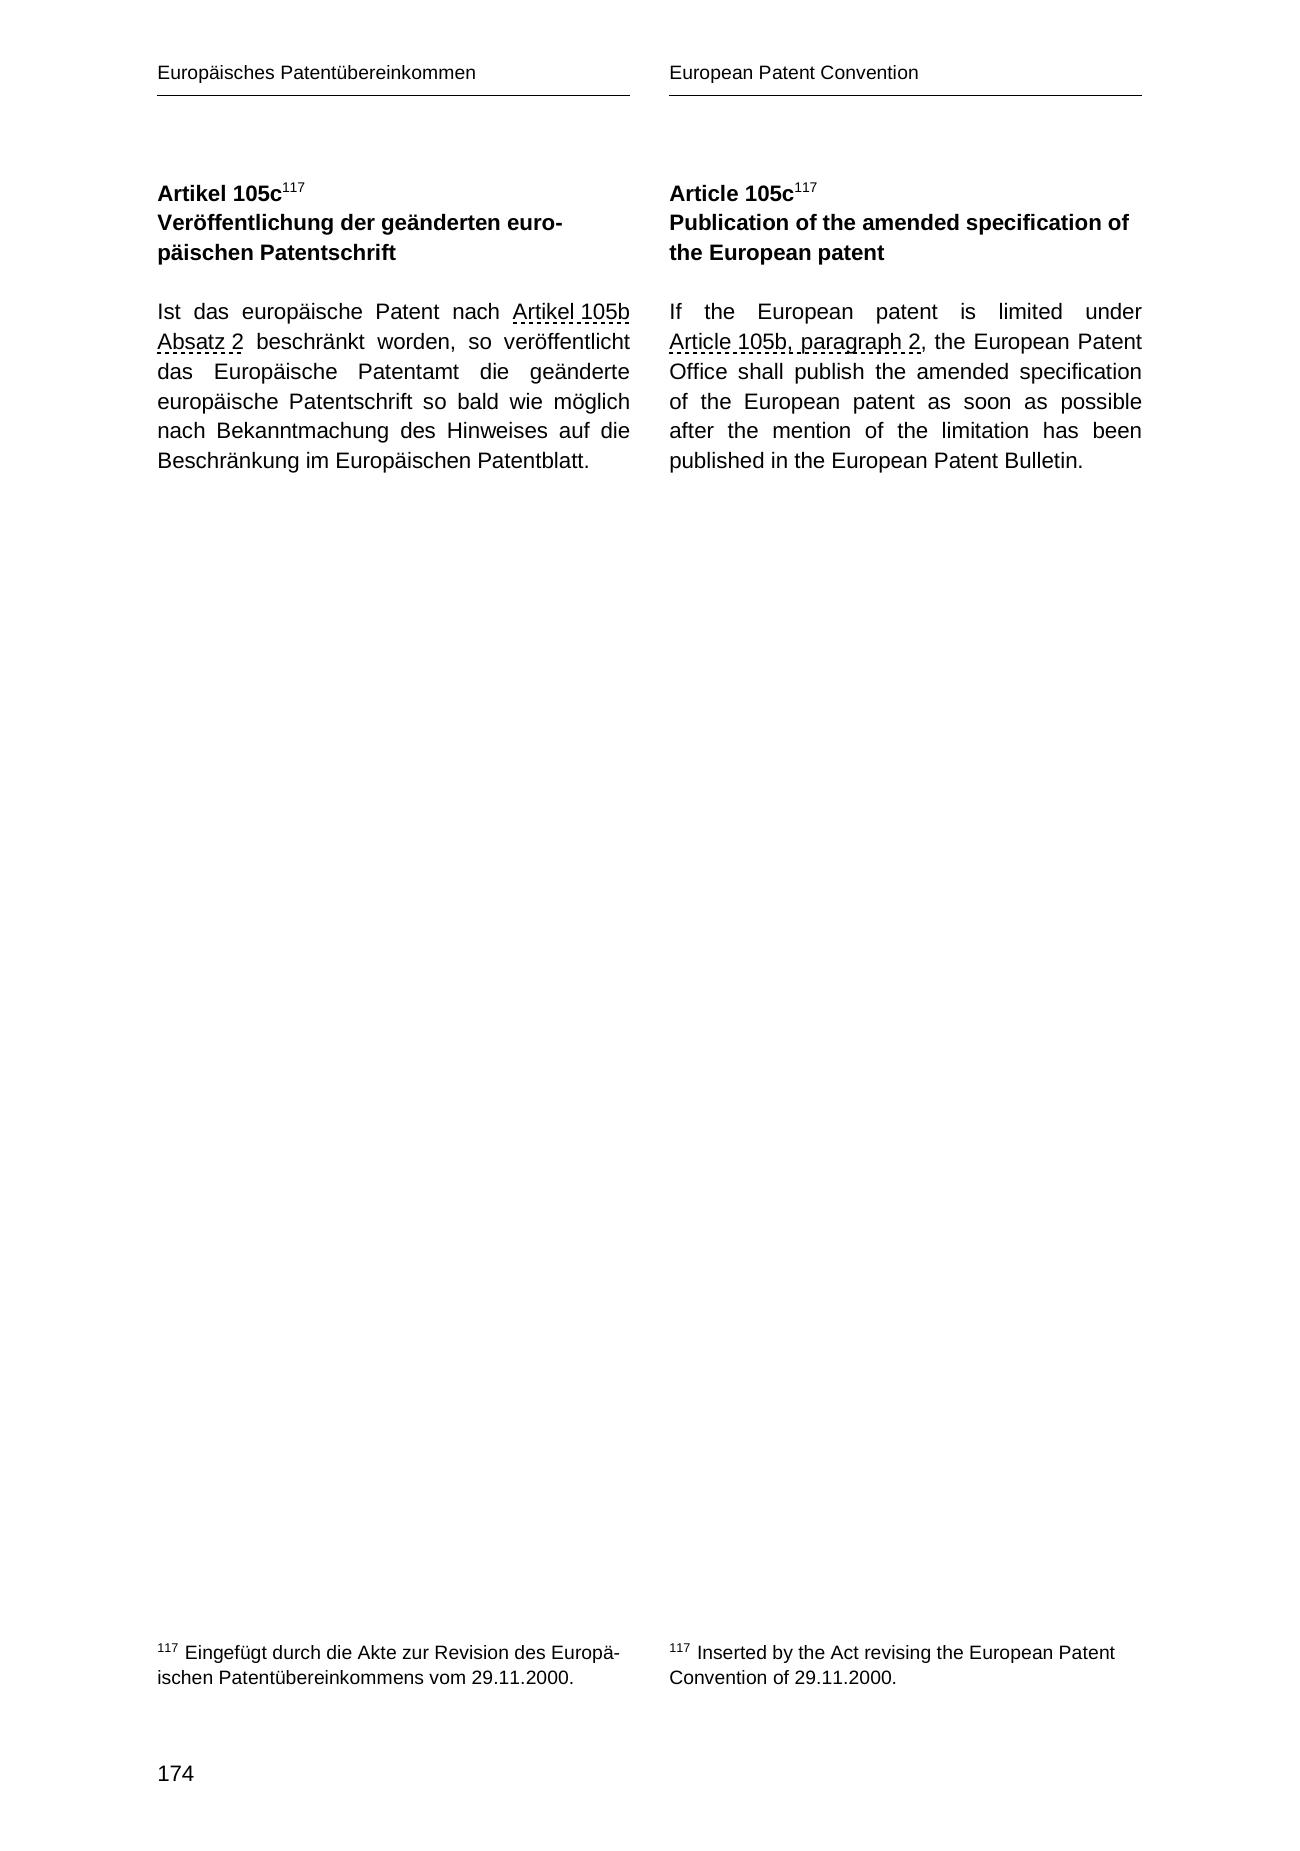 Europäisches Patentübereinkommen
Artikel 105c117
Veröffentlichung der geänderten euro-
päischen Patentschrift
Ist das europäische Patent nach Artikel 105b
Absatz 2 beschränkt worden, so veröffentlicht
das Europäische Patentamt die geänderte
europäische Patentschrift so bald wie möglich
nach Bekanntmachung des Hinweises auf die
Beschränkung im Europäischen Patentblatt.
117 Eingefügt durch die Akte zur Revision des Europä-
ischen Patentübereinkommens vom 29.11.2000.
European Patent Convention
Article 105c117
Publication of the amended specification of
the European patent
If the European patent is limited under
Article 105b, paragraph 2, the European Patent
Office shall publish the amended specification
of the European patent as soon as possible
after the mention of the limitation has been
published in the European Patent Bulletin.
117 Inserted by the Act revising the European Patent
Convention of 29.11.2000.
174